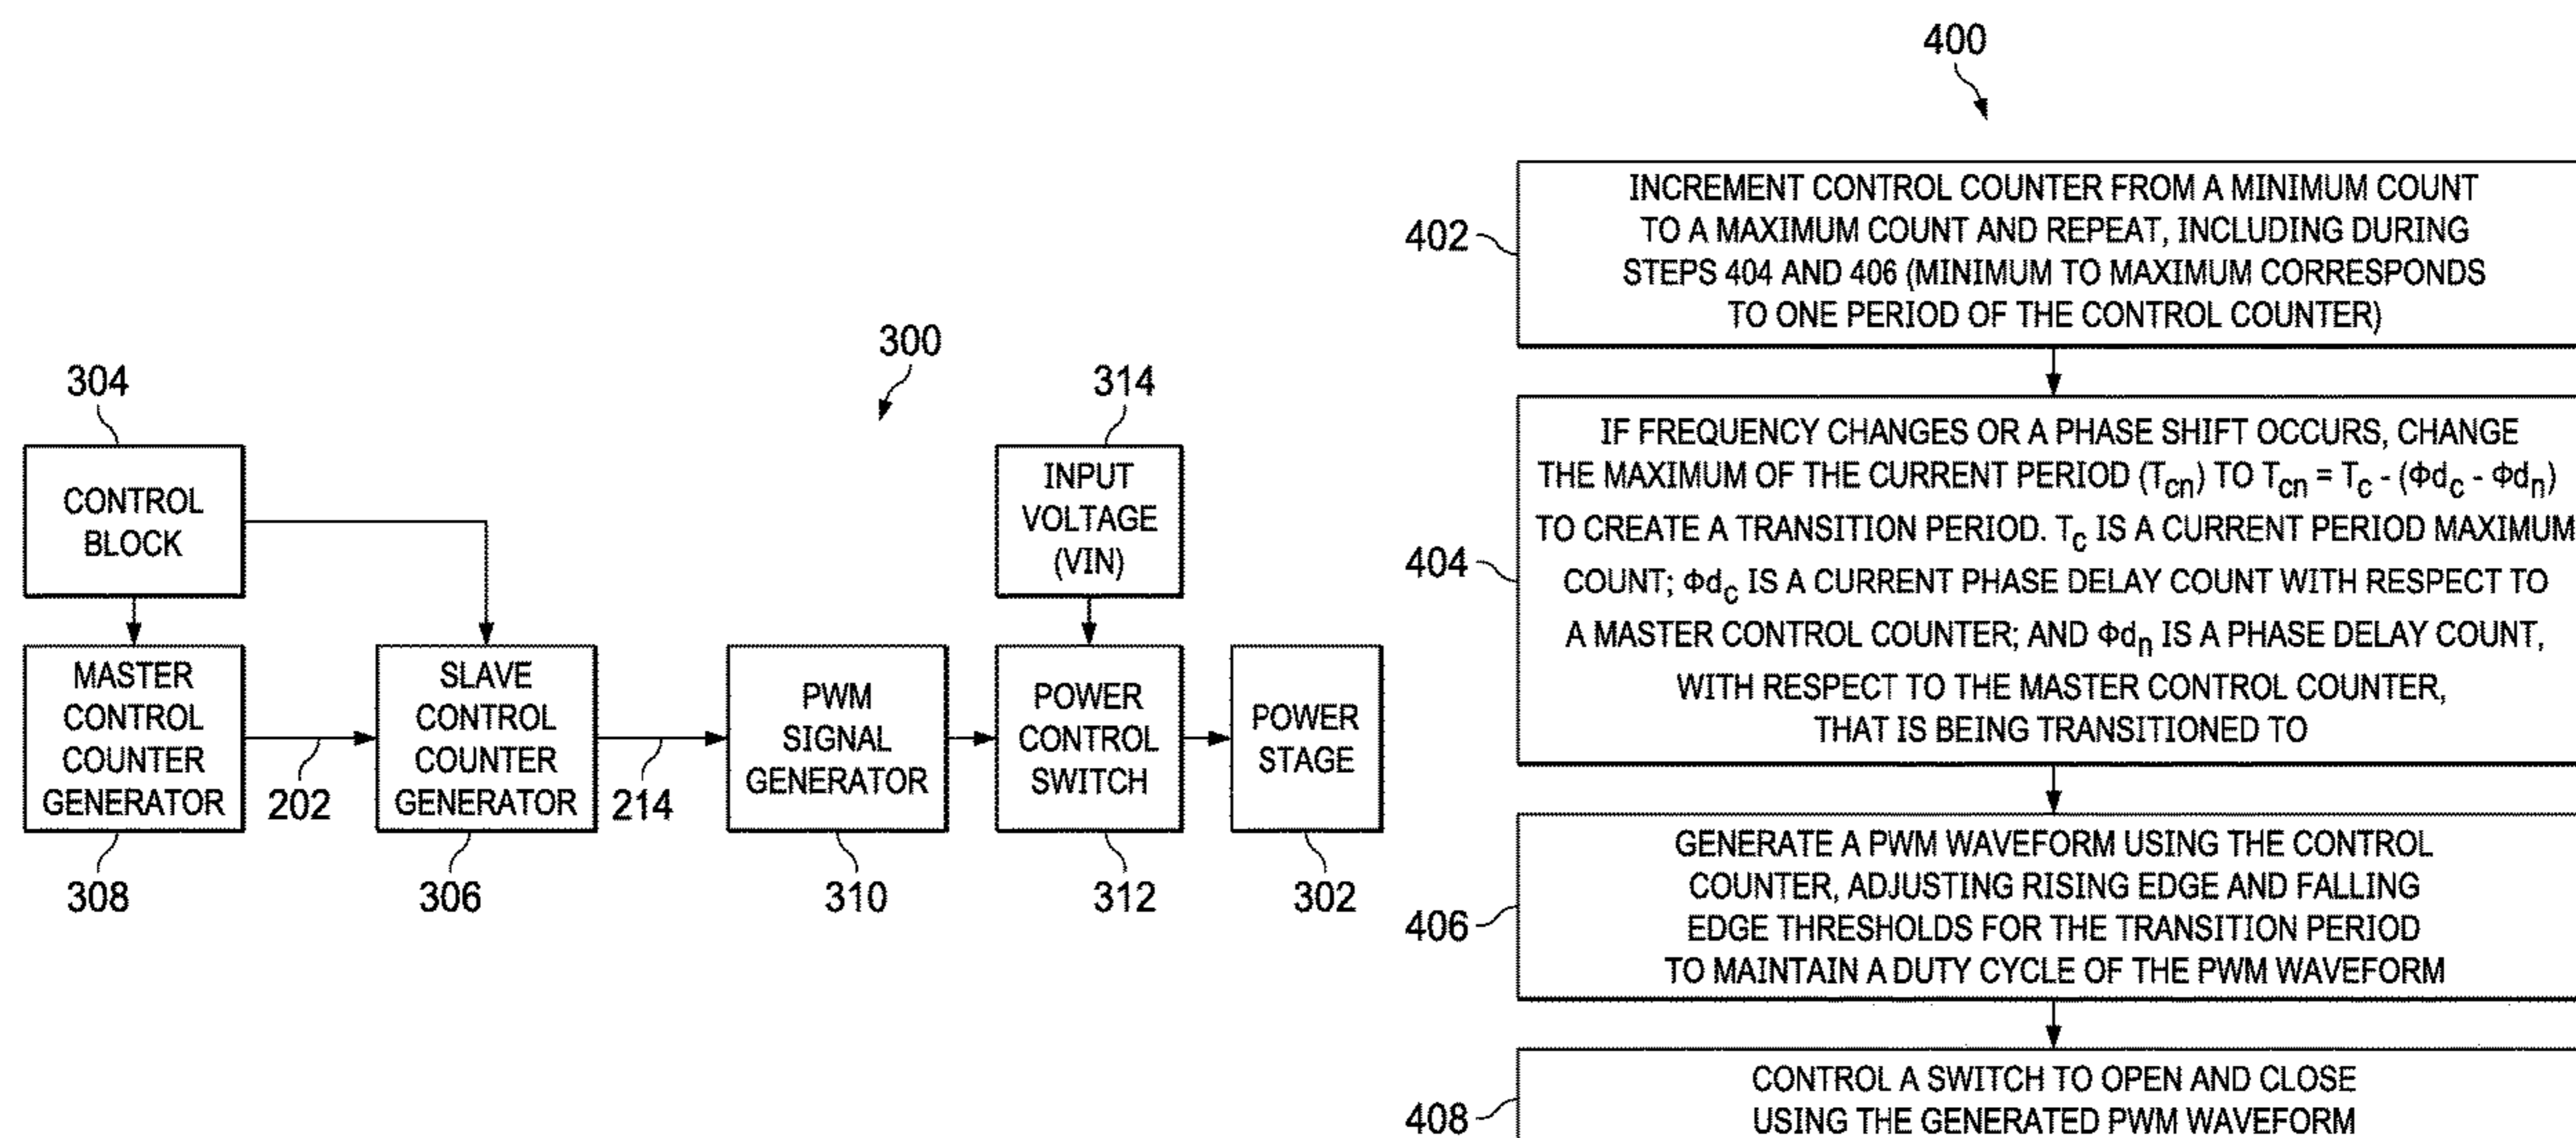 300
304
CONTROL
BLOCK
314
INPUT
VOLTAGE
(VIN)
MASTER
CONTROL
COUNTER
GENERATOR
308
202
SLAVE
CONTROL
COUNTER
GENERATOR
306
214
PWM
SIGNAL
GENERATOR
310
POWER
CONTROL
SWITCH
312
POWER
STAGE
302
400
402
INCREMENT CONTROL COUNTER FROM A MINIMUM COUNT
TO A MAXIMUM COUNT AND REPEAT, INCLUDING DURING
STEPS 404 AND 406 (MINIMUM TO MAXIMUM CORRESPONDS
TO ONE PERIOD OF THE CONTROL COUNTER)
404
IF FREQUENCY CHANGES OR A PHASE SHIFT OCCURS, CHANGE
THE MAXIMUM OF THE CURRENT PERIOD (Tcn) TO Tcn = Tc - (Φdc - Φdn)
TO CREATE A TRANSITION PERIOD. Tc IS A CURRENT PERIOD MAXIMUM
COUNT; Φdc IS A CURRENT PHASE DELAY COUNT WITH RESPECT TO
A MASTER CONTROL COUNTER; AND Φdn IS A PHASE DELAY COUNT,
WITH RESPECT TO THE MASTER CONTROL COUNTER,
THAT IS BEING TRANSITIONED TO
406
GENERATE A PWM WAVEFORM USING THE CONTROL
COUNTER, ADJUSTING RISING EDGE AND FALLING
EDGE THRESHOLDS FOR THE TRANSITION PERIOD
TO MAINTAIN A DUTY CYCLE OF THE PWM WAVEFORM
408
CONTROL A SWITCH TO OPEN AND CLOSE
USING THE GENERATED PWM WAVEFORM